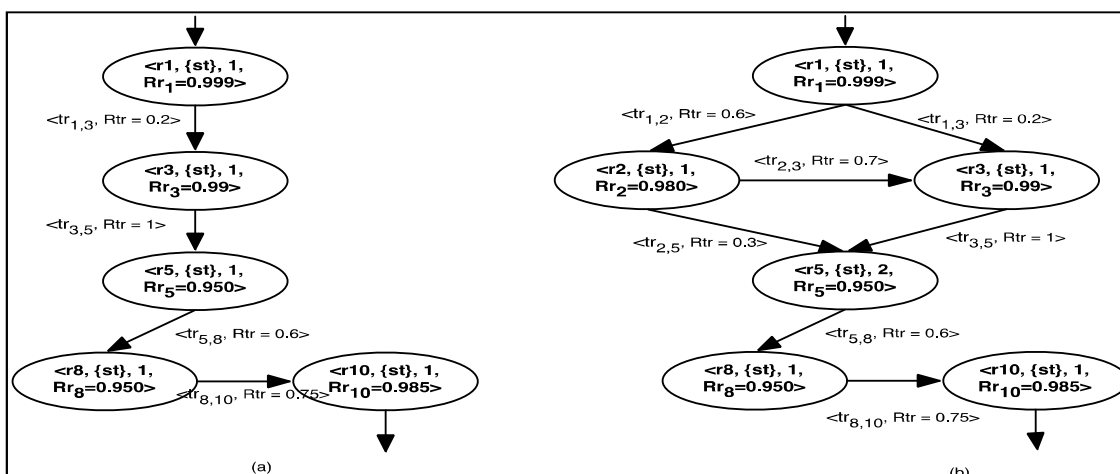 <r1, {st}, 1,
Rr1=0.999>
<tr1,3, Rtr = 0.2>
<r3, {st}, 1,
Rr3=0.99>
<tr3,5, Rtr = 1>
<r5, {st}, 1,
Rr5=0.950>
<tr5,8, Rtr = 0.6>
<r8, {st}, 1,
Rr8=0.950>
<tr8,10, Rtr = 0.75>
<r10, {st}, 1,
Rr10=0.985>
(a)
<r1, {st}, 1,
Rr1=0.999>
<tr1,2, Rtr = 0.6>
<tr1,3, Rtr = 0.2>
<r2, {st}, 1,
Rr2=0.980>
<tr2,3, Rtr = 0.7>
<r3, {st}, 1,
Rr3=0.99>
<tr2,5, Rtr = 0.3>
<tr3,5, Rtr = 1>
<r5, {st}, 2,
Rr5=0.950>
<tr5,8, Rtr = 0.6>
<r8, {st}, 1,
Rr8=0.950>
<tr8,10, Rtr = 0.75>
<r10, {st}, 1,
Rr10=0.985>
(b)